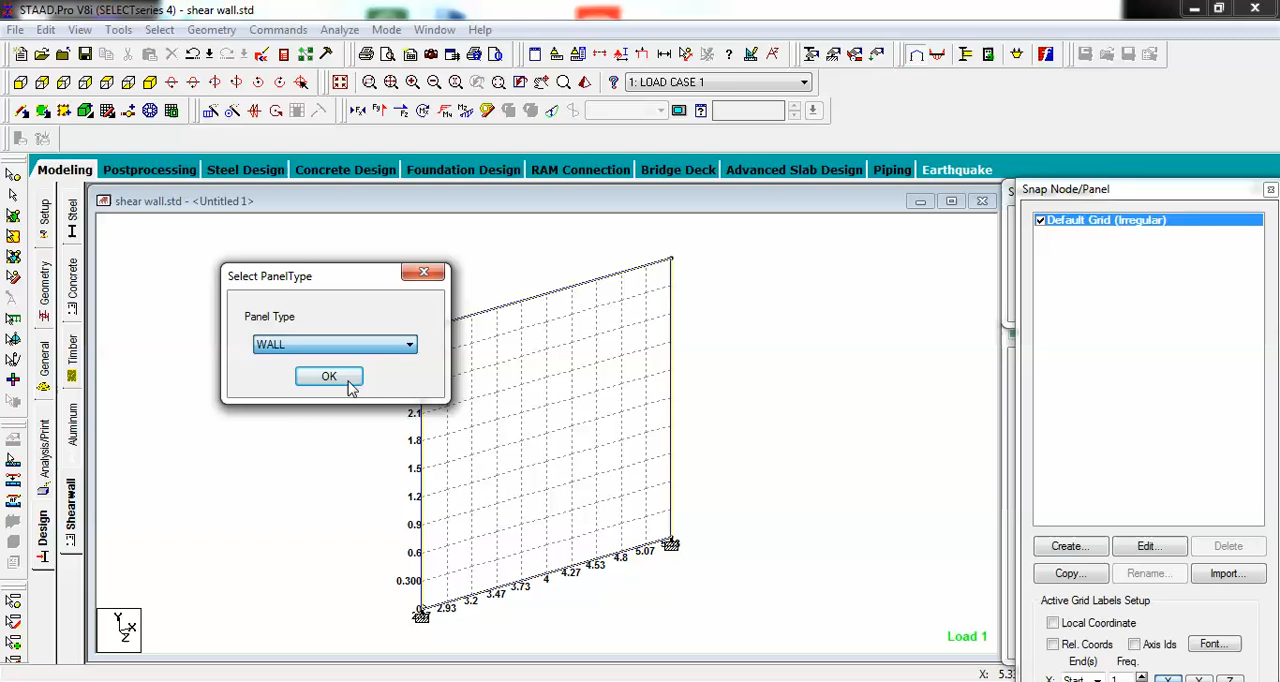 STAAD.Pro V8i (SELECTseries 4) - shear wall.std
File Edit View Tools Select Geometry Commands Analyze Mode Window Help
1: LOAD CASE 1
Modeling Postprocessing Steel Design Concrete Design Foundation Design RAM Connection Bridge Deck Advanced Slab Design Piping Earthquake
shear wall.std - <Untitled 1>
Snap Node/Panel
Default Grid (Irregular)
Setup
Geometry
General
Analysis/Print
Design
Steel
Concrete
Timber
Aluminum
Shearwall
Select PanelType
Panel Type
WALL
OK
2.1
1.8
1.5
1.2
0.9
0.6
0.300
2.93 3.2 3.47 3.73 4 4.27 4.53 4.8 5.07
Y
X
Z
Load 1
Create... Edit... Delete
Copy... Rename... Import...
Active Grid Labels Setup
Local Coordinate
Rel. Coords Axis Ids Font...
End(s) Freq.
X: Start 1 X Y Z
X: 5.3